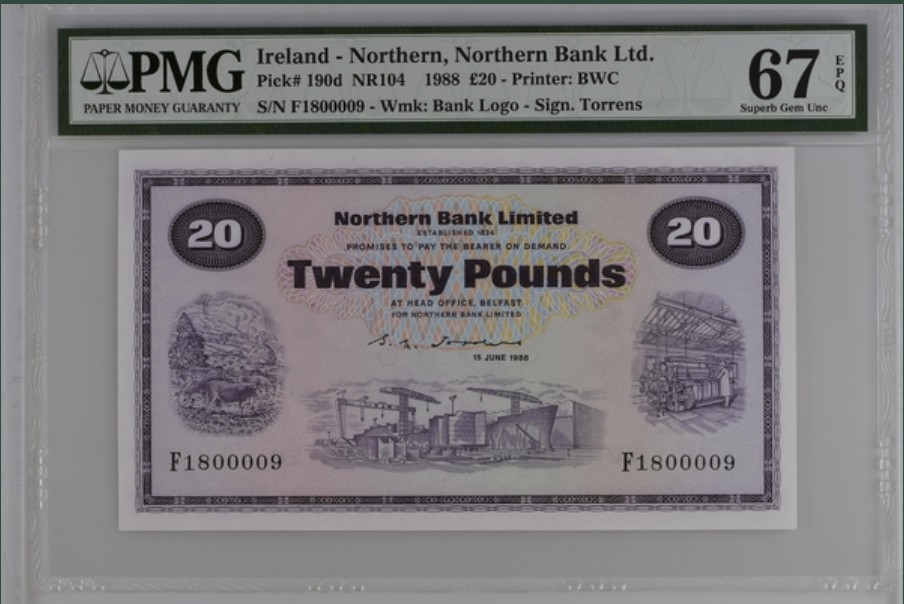 PMG
PAPER MONEY GUARANTY
Ireland - Northern, Northern Bank Ltd.
Pick# 190d NR104 1988 £20 - Printer: BWC
S/N F1800009 - Wmk: Bank Logo - Sign. Torrens
67
EPQ
Superb Gem Unc
20
20
Northern Bank Limited
ESTABLISHED 1824
PROMISES TO PAY THE BEARER ON DEMAND
Twenty Pounds
AT HEAD OFFICE, BELFAST
FOR NORTHERN BANK LIMITED
S. H. Torrens
15 JUNE 1988
F1800009
F1800009